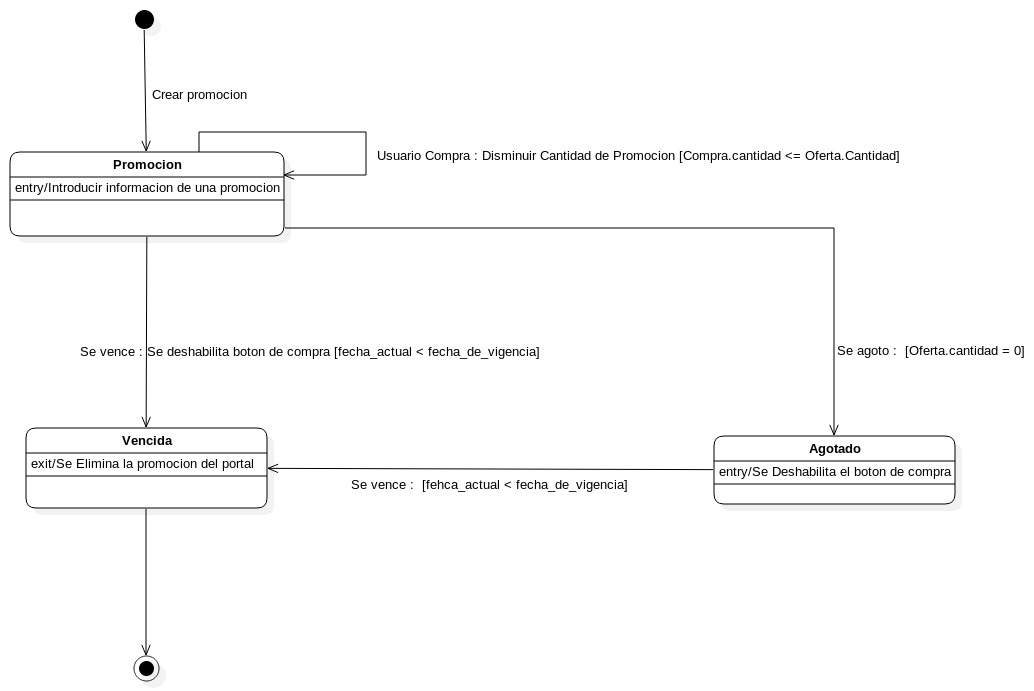 Crear promocion
Promocion
entry/Introducir informacion de una promocion
Usuario Compra : Disminuir Cantidad de Promocion [Compra.cantidad <= Oferta.Cantidad]
Se vence : Se deshabilita boton de compra [fecha_actual < fecha_de_vigencia]
Se agoto :  [Oferta.cantidad = 0]
Vencida
exit/Se Elimina la promocion del portal
Agotado
entry/Se Deshabilita el boton de compra
Se vence :  [fehca_actual < fecha_de_vigencia]